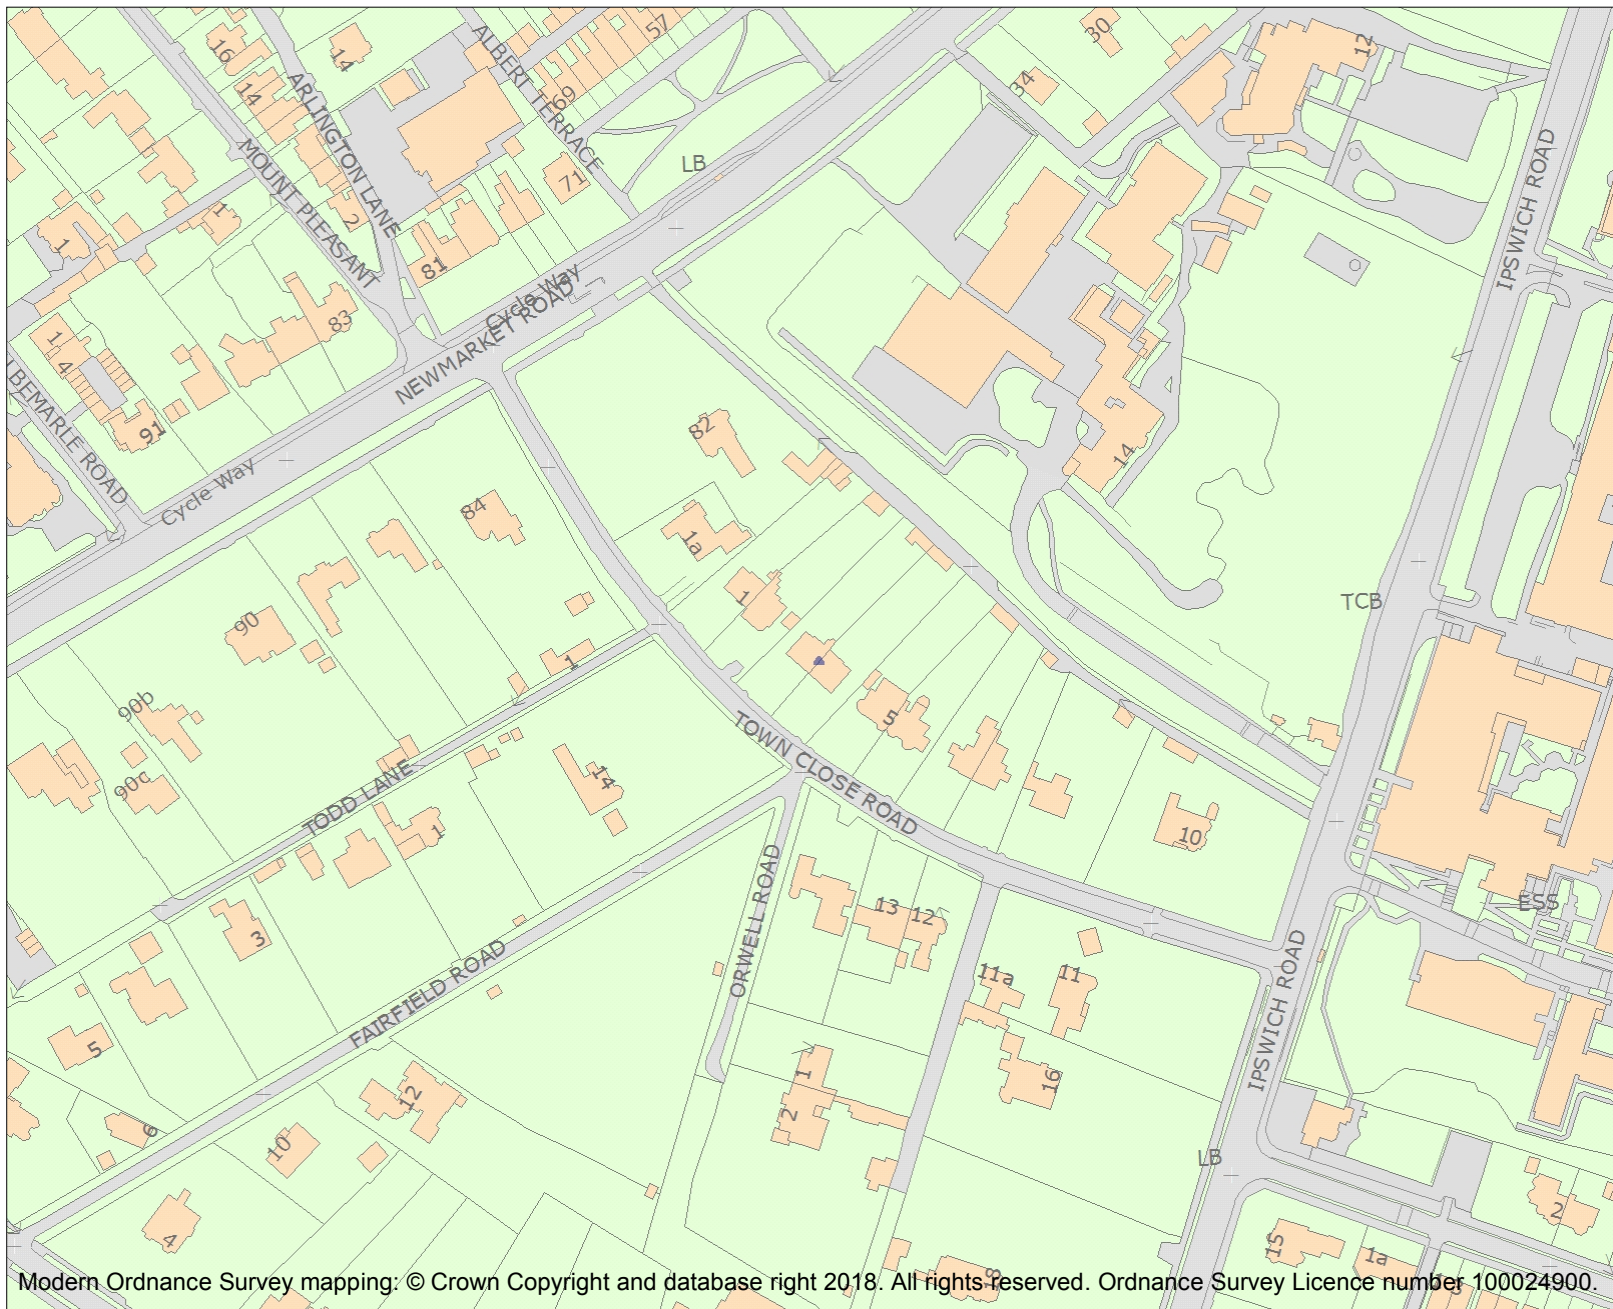 57
30
12
16
14
ALBERT TERRACE
ARLINGTON LANE
14
34
69
IPSWICH ROAD
MOUNT PLEASANT
LB
71
1
2
1
81
Cycle Way
NEWMARKET ROAD
83
1
4
ALBEMARLE ROAD
91
82
14
Cycle Way
84
1a
1
TCB
90
1
90b
5
TOWN CLOSE ROAD
90c
14
TODD LANE
1
10
ORWELL ROAD
13
12
ESS
3
FAIRFIELD ROAD
11a
11
IPSWICH ROAD
5
1
16
12
2
6
10
LB
4
2
15
1a
18
Modern Ordnance Survey mapping: © Crown Copyright and database right 2018. All rights reserved. Ordnance Survey Licence number 100024900.